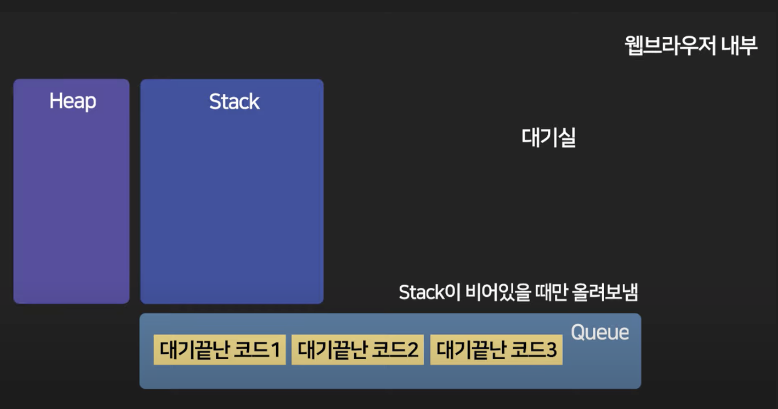 웹브라우저 내부
Heap
Stack
대기실
Stack이 비어있을 때만 올려보냄
Queue
대기끝난 코드1 대기끝난 코드2 대기끝난 코드3